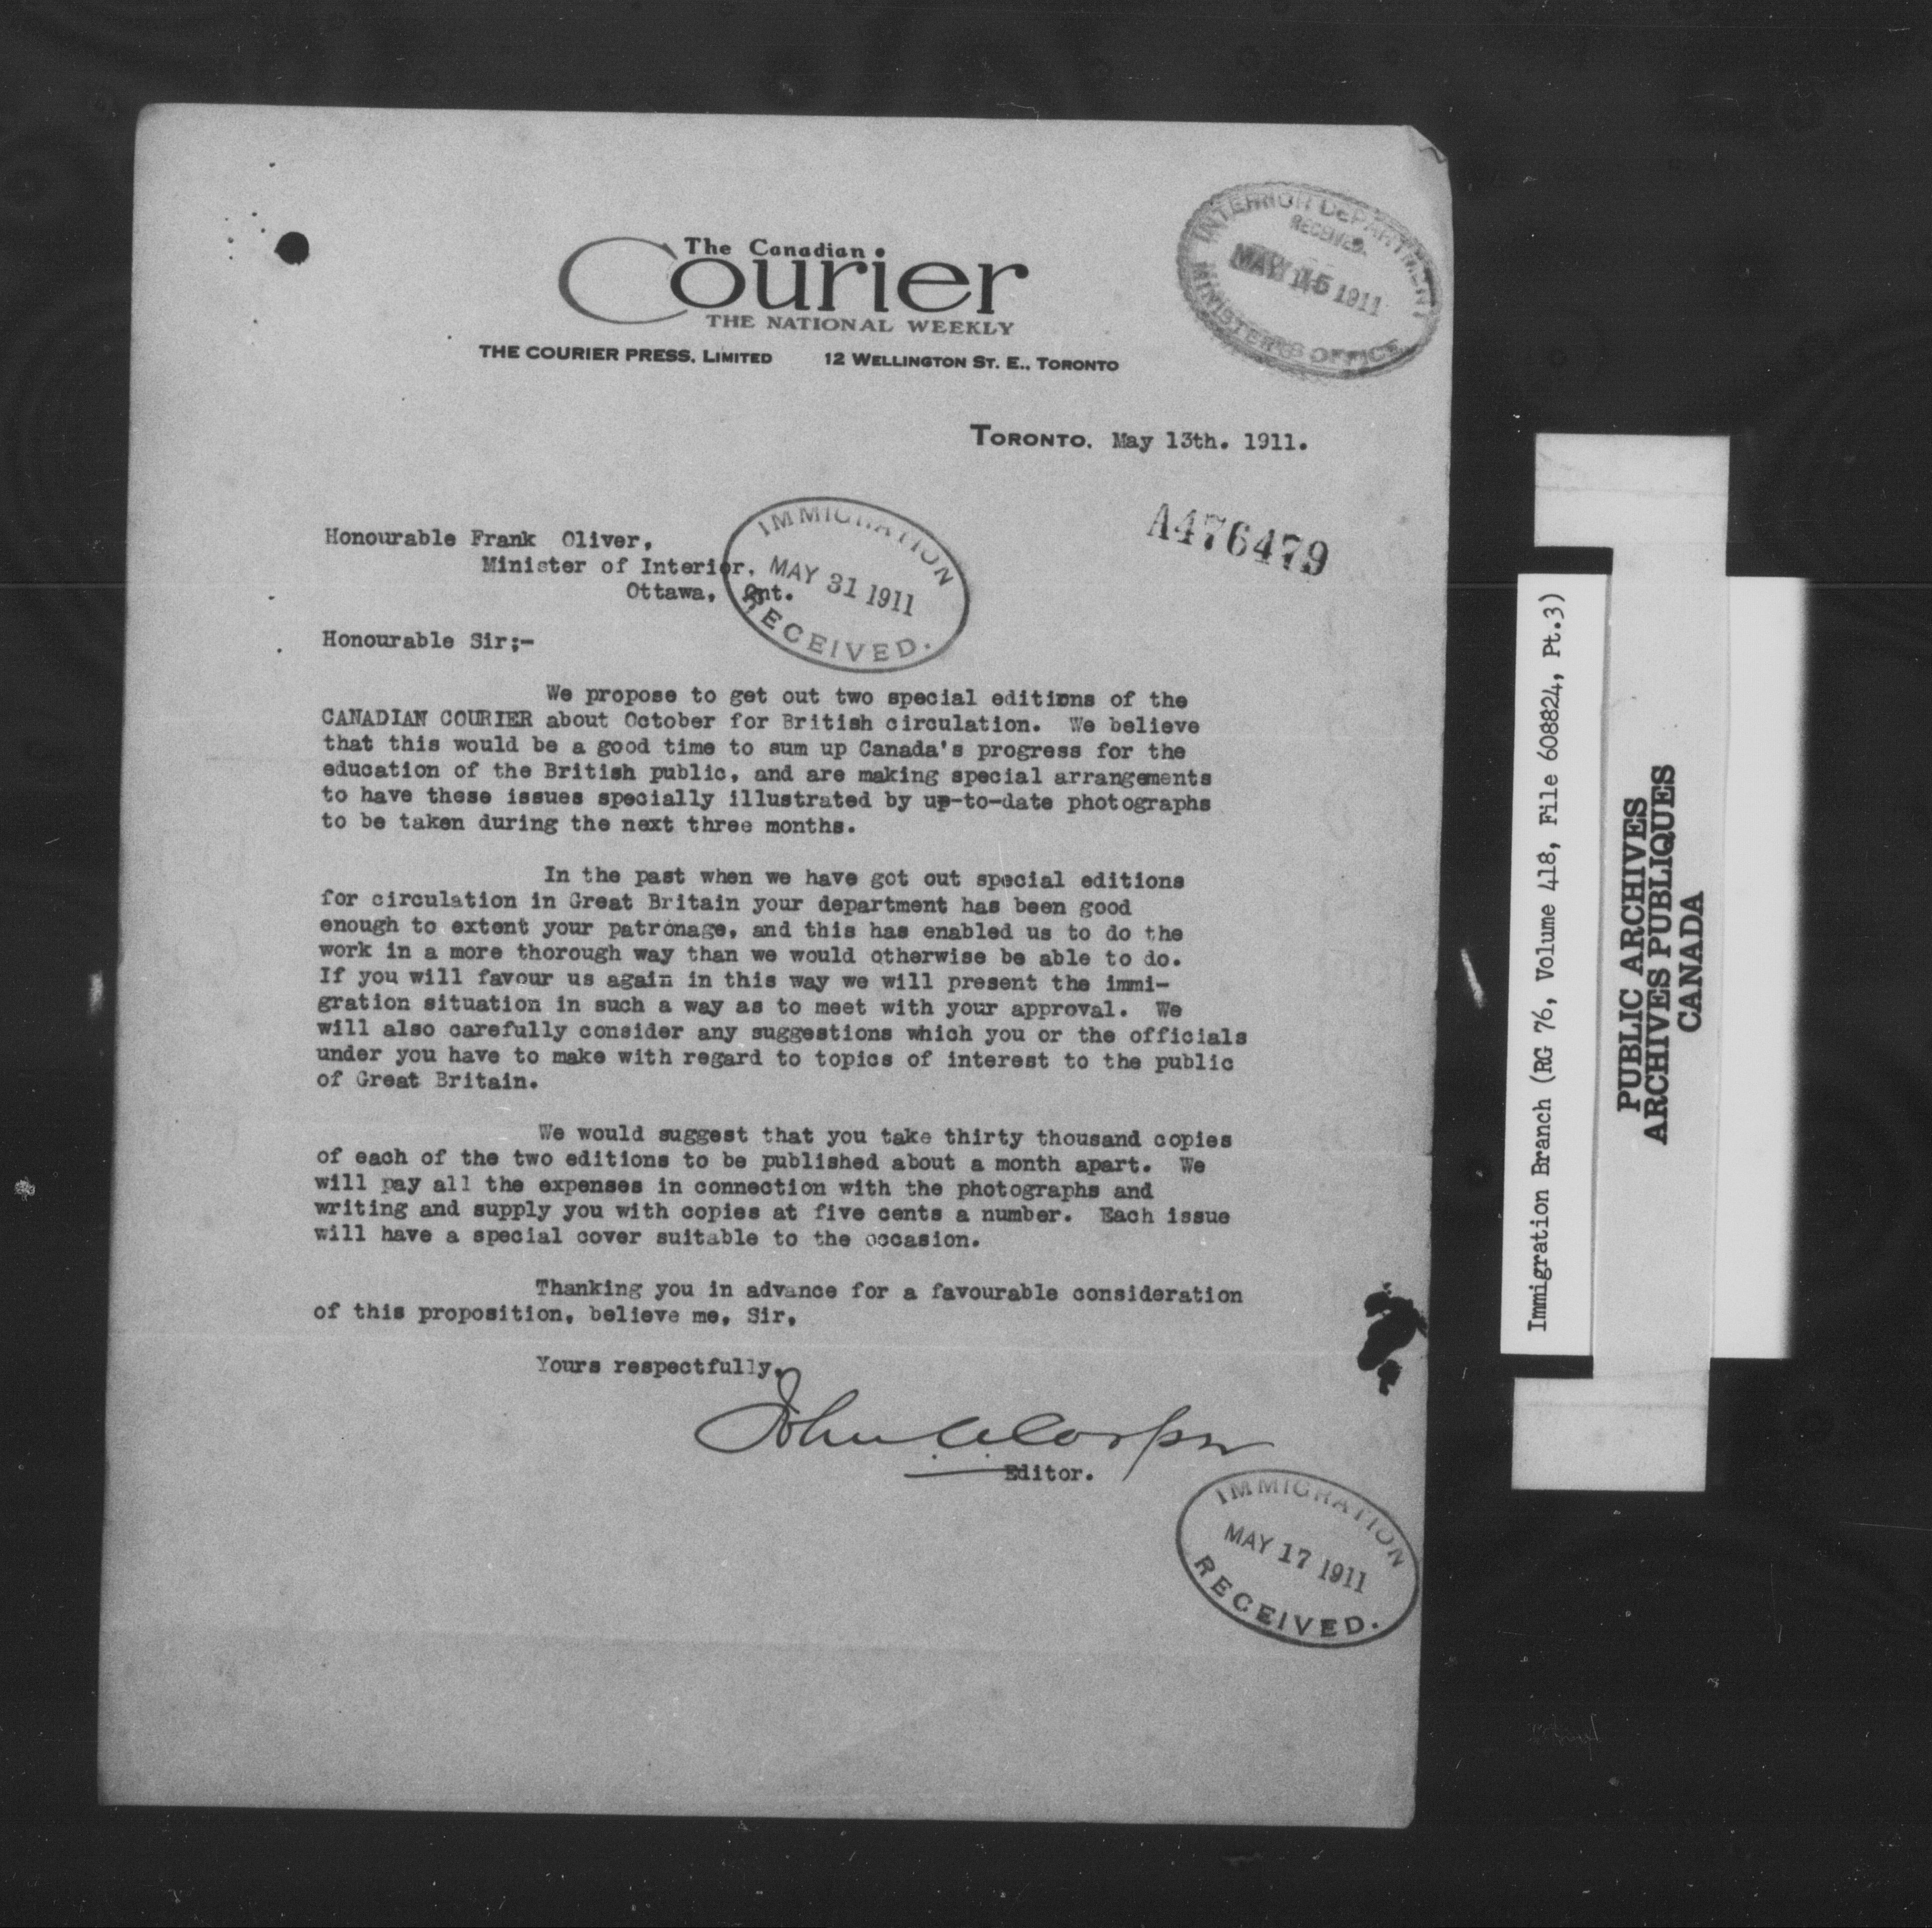 The Canadian
Courier
THE NATIONAL WEEKLY
THE COURIER PRESS, LIMITED 12 WELLINGTON ST. E., TORONTO
INTERIOR DEPARTMENT
RECEIVED
MAY 15 1911
MINISTER'S OFFICE
TORONTO, May 13th. 1911.
A476479
IMMIGRATION
MAY 31 1911
RECEIVED.
Honourable Frank Oliver,
Minister of Interior,
Ottawa, Ont.
Honourable Sir;-
We propose to get out two special editions of the
CANADIAN COURIER about October for British circulation. We believe
that this would be a good time to sum up Canada's progress for the
education of the British public, and are making special arrangements
to have these issues specially illustrated by up-to-date photographs
to be taken during the next three months.
In the past when we have got out special editions
for circulation in Great Britain your department has been good
enough to extent your patronage, and this has enabled us to do the
work in a more thorough way than we would otherwise be able to do.
If you will favour us again in this way we will present the immi-
gration situation in such a way as to meet with your approval. We
will also carefully consider any suggestions which you or the officials
under you have to make with regard to topics of interest to the public
of Great Britain.
We would suggest that you take thirty thousand copies
of each of the two editions to be published about a month apart. We
will pay all the expenses in connection with the photographs and
writing and supply you with copies at five cents a number. Each issue
will have a special cover suitable to the occasion.
Thanking you in advance for a favourable consideration
of this proposition, believe me, Sir,
Yours respectfully,
John A. Cooper
Editor.
IMMIGRATION
MAY 17 1911
RECEIVED.
Immigration Branch (RG 76, Volume 418, File 608824, Pt.3)
PUBLIC ARCHIVES
ARCHIVES PUBLIQUES
CANADA